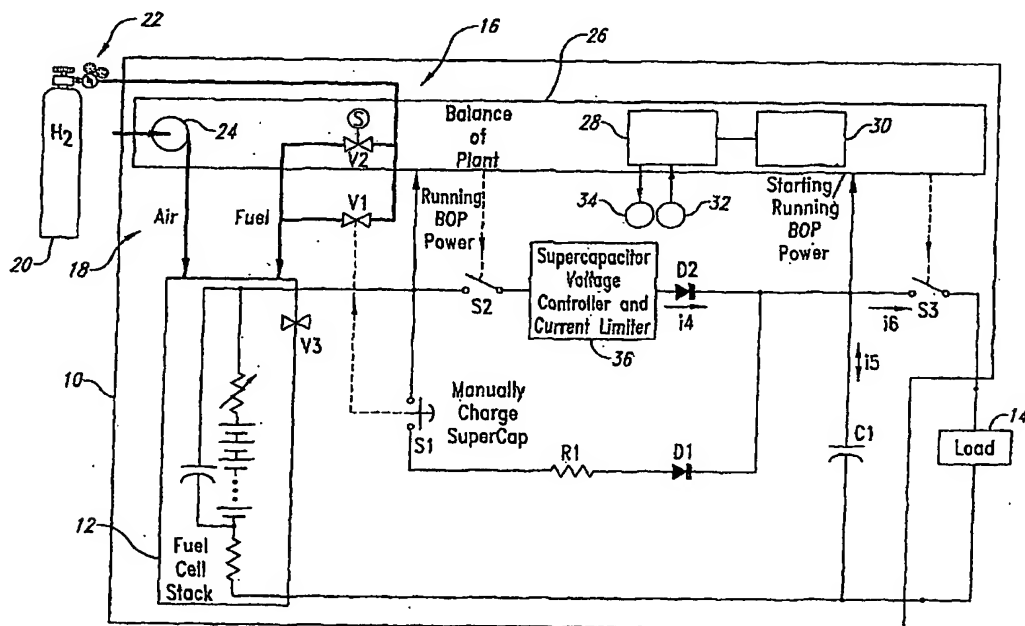 22
16
26
H2
24
S
V2
Balance
of
Plant
28
30
34
32
V1
Air
Fuel
Running
BOP
Power
Starting
Running
BOP
Power
20
18
Supercapacitor
Voltage
Controller and
Current Limiter
36
D2
i4
S2
i6
S3
V3
i5
10
Manually
Charge
SuperCap
S1
R1
D1
C1
14
Load
12
Fuel
Cell
Stack